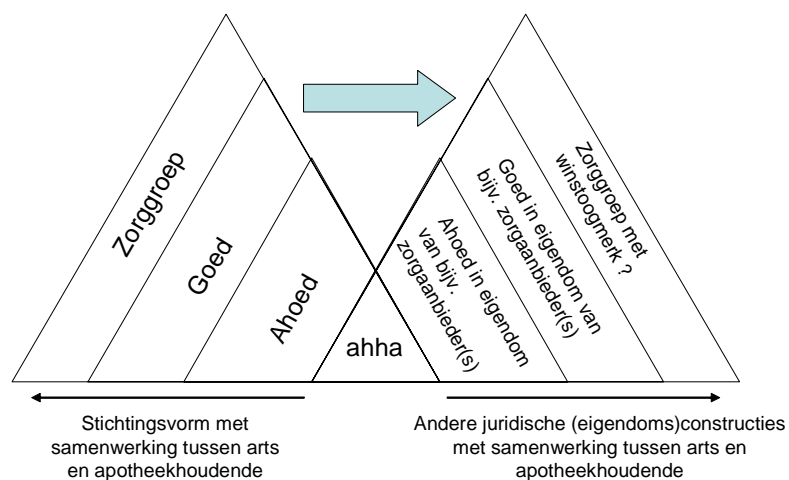 Zorggroep
Goed
Ahoed
ahha
Ahoed in eigendom
van bijv.
zorgaanbieder(s)
Goed in eigendom van
bijv. zorgaanbieder(s)
Zorggroep met
winstoogmerk ?
Stichtingsvorm met
samenwerking tussen arts
en apotheekhoudende
Andere juridische (eigendoms)constructies
met samenwerking tussen arts en
apotheekhoudende